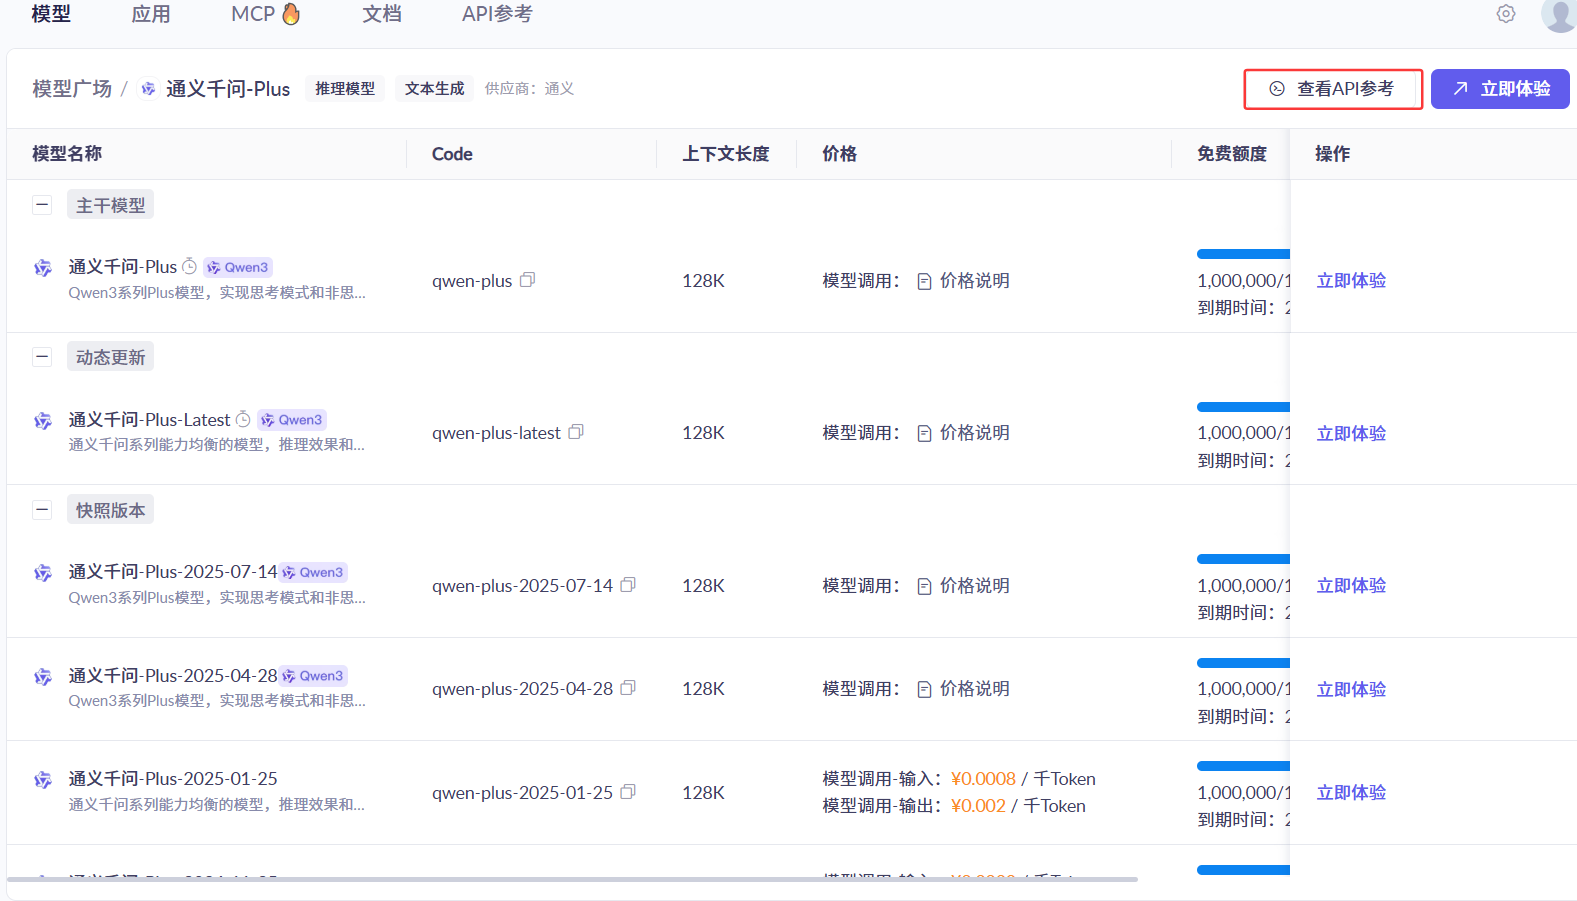 模型 应用 MCP 文档 API参考
模型广场 / 通义千问-Plus 推理模型 文本生成 供应商：通义 查看API参考 立即体验
模型名称 Code 上下文长度 价格 免费额度 操作
主干模型
通义千问-Plus Qwen3
Qwen3系列Plus模型，实现思考模式和非思...
qwen-plus 128K 模型调用： 价格说明
1,000,000/1
到期时间：2
立即体验
动态更新
通义千问-Plus-Latest Qwen3
通义千问系列能力均衡的模型，推理效果和...
qwen-plus-latest 128K 模型调用： 价格说明
1,000,000/1
到期时间：2
立即体验
快照版本
通义千问-Plus-2025-07-14 Qwen3
Qwen3系列Plus模型，实现思考模式和非思...
qwen-plus-2025-07-14 128K 模型调用： 价格说明
1,000,000/1
到期时间：2
立即体验
通义千问-Plus-2025-04-28 Qwen3
Qwen3系列Plus模型，实现思考模式和非思...
qwen-plus-2025-04-28 128K 模型调用： 价格说明
1,000,000/1
到期时间：2
立即体验
通义千问-Plus-2025-01-25
通义千问系列能力均衡的模型，推理效果和...
qwen-plus-2025-01-25 128K
模型调用-输入：¥0.0008 / 千Token
模型调用-输出：¥0.002 / 千Token
1,000,000/1
到期时间：2
立即体验